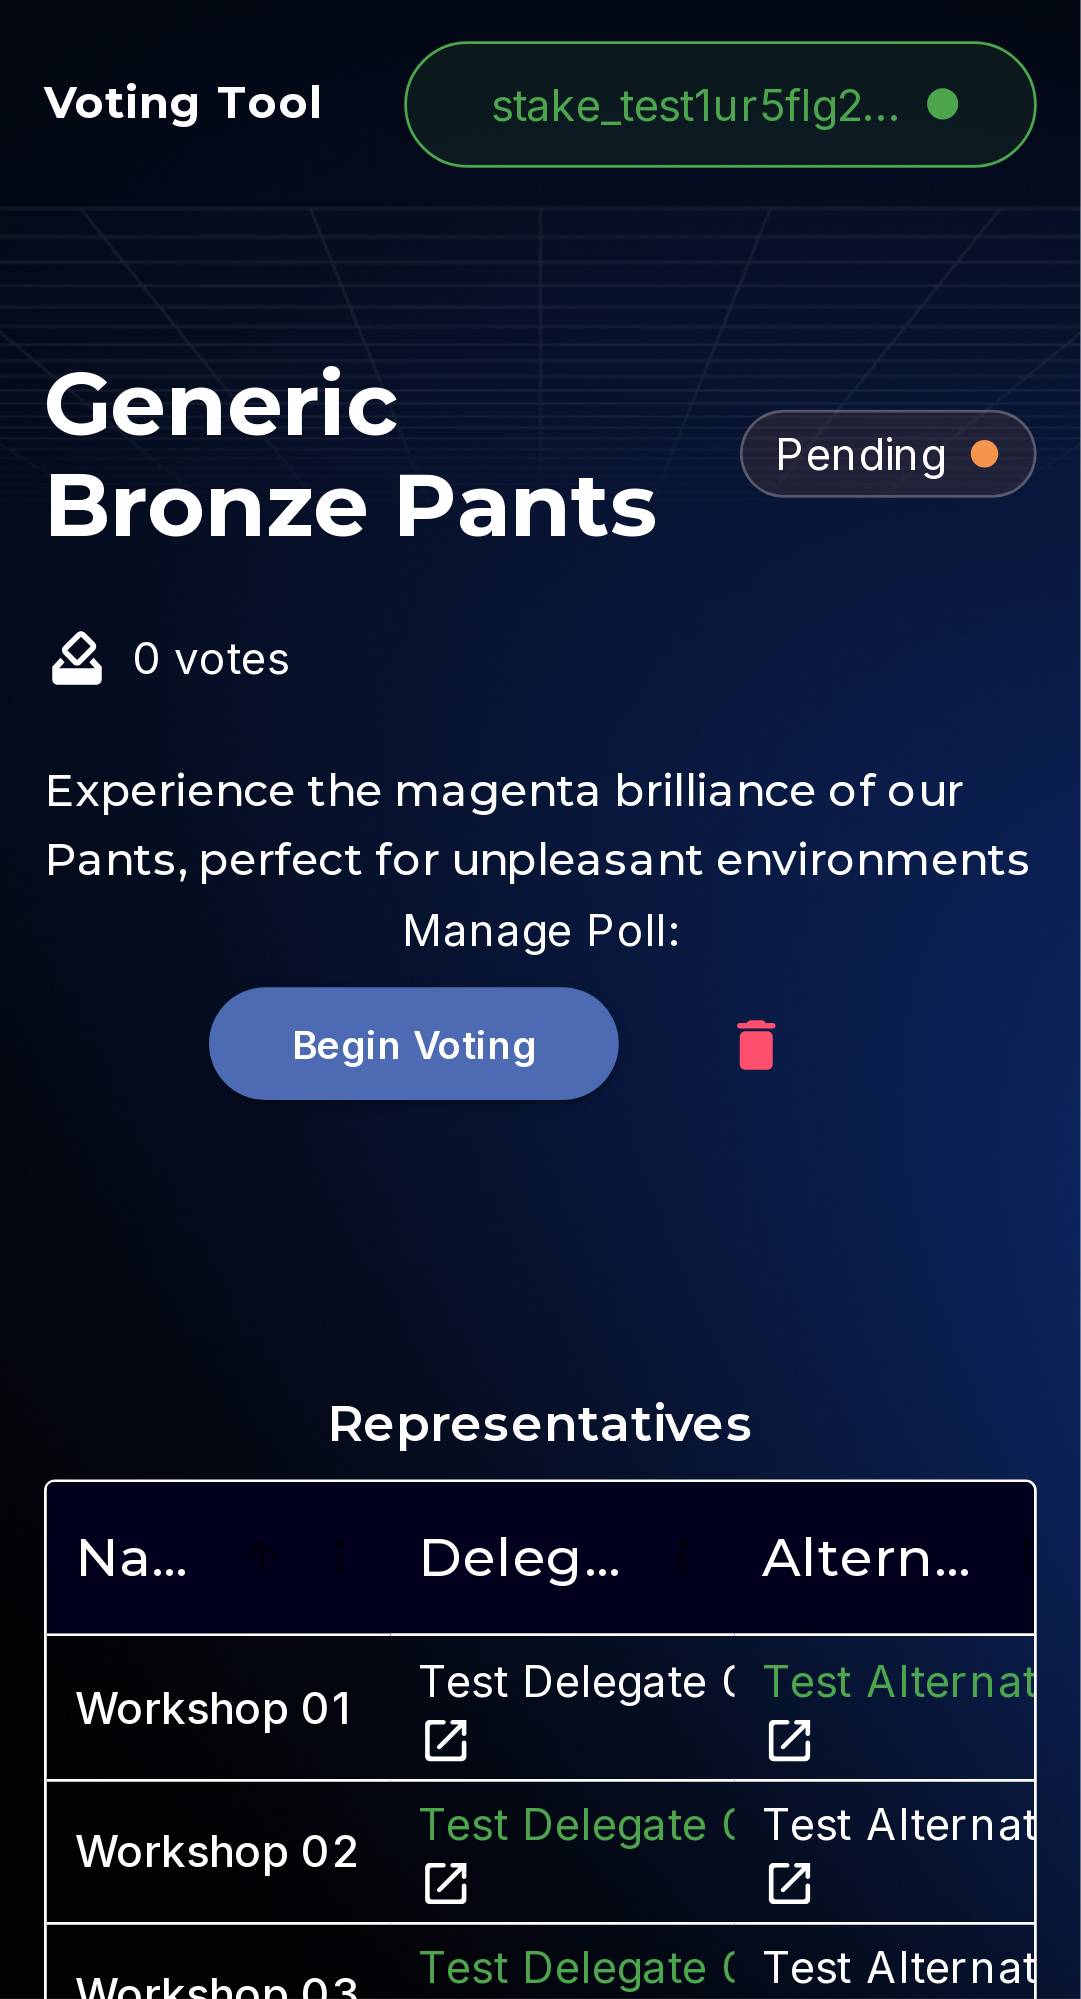 Voting Tool
stake_test1ur5flg2...
Generic
Bronze Pants
Pending
0 votes
Experience the magenta brilliance of our
Pants, perfect for unpleasant environments
Manage Poll:
Begin Voting
Representatives
Na... Deleg... Altern...
Workshop 01
Test Delegate
Test Alternat
Workshop 02
Test Delegate
Test Alternat
Workshop 03
Test Delegate
Test Alternat